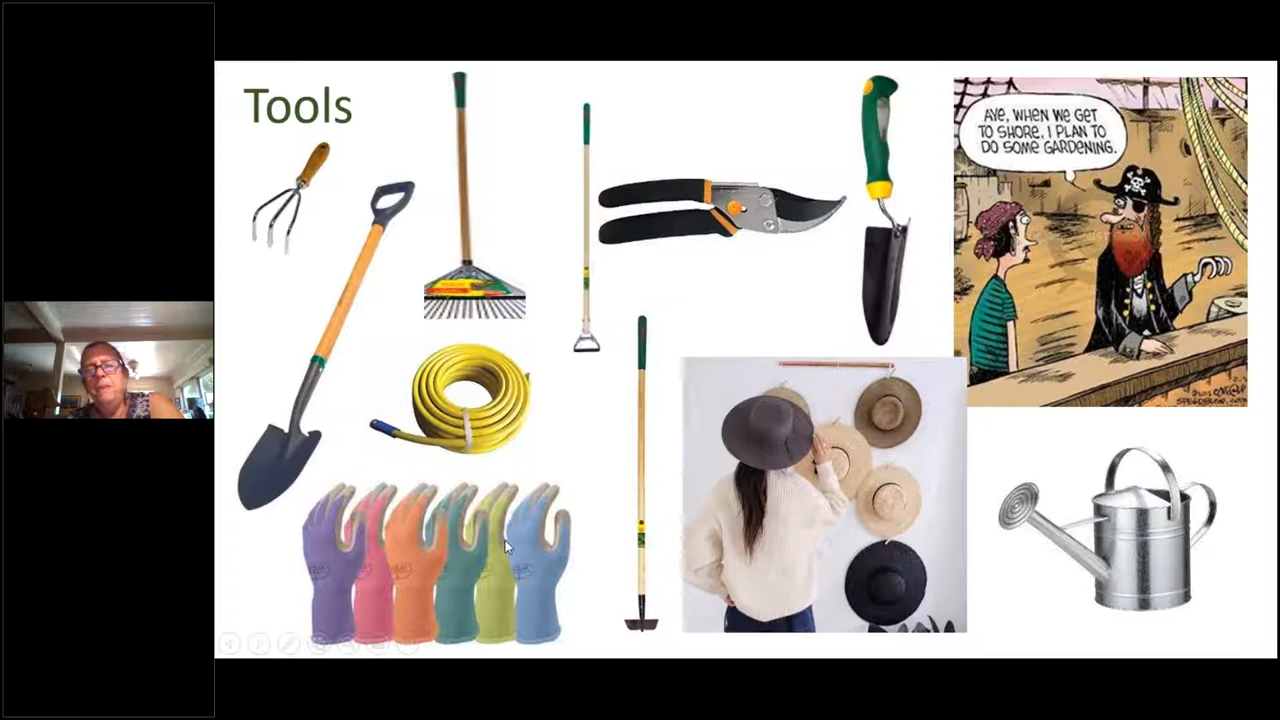 Tools
AYE, WHEN WE GET
TO SHORE, I PLAN TO
DO SOME GARDENING.